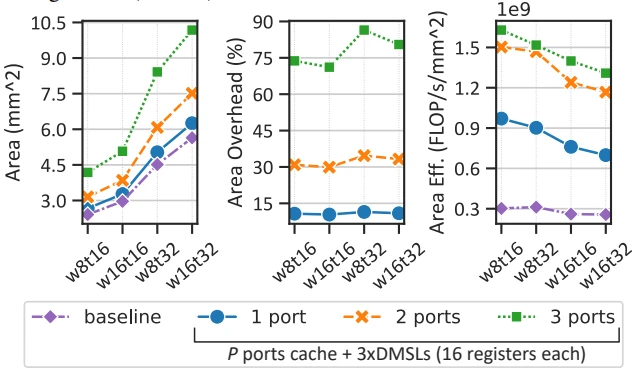 Area (mm^2)
10.5
9.0
7.5
6.0
4.5
3.0
w8t16
w16t16
w8t32
w16t32
Area Overhead (%)
90
75
60
45
30
15
w8t16
w16t16
w8t32
w16t32
1e9
Area Eff. (FLOP/s/mm^2)
1.5
1.2
0.9
0.6
0.3
w8t16
w16t16
w8t32
w16t32
baseline 1 port 2 ports 3 ports
P ports cache + 3xDMSLs (16 registers each)